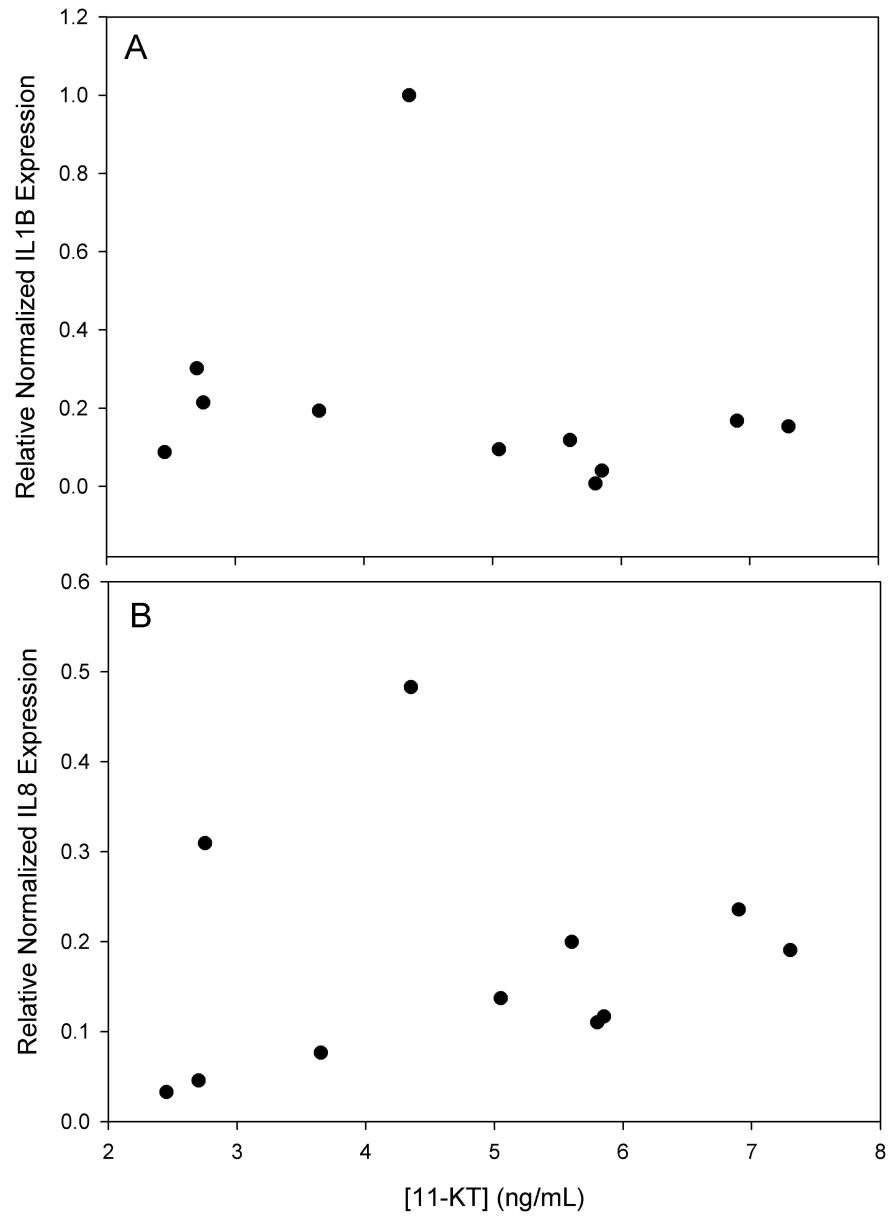 A
Relative Normalized IL1B Expression
1.2
1.0
0.8
0.6
0.4
0.2
0.0
B
Relative Normalized IL8 Expression
0.6
0.5
0.4
0.3
0.2
0.1
0.0
2 3 4 5 6 7 8
[11-KT] (ng/mL)